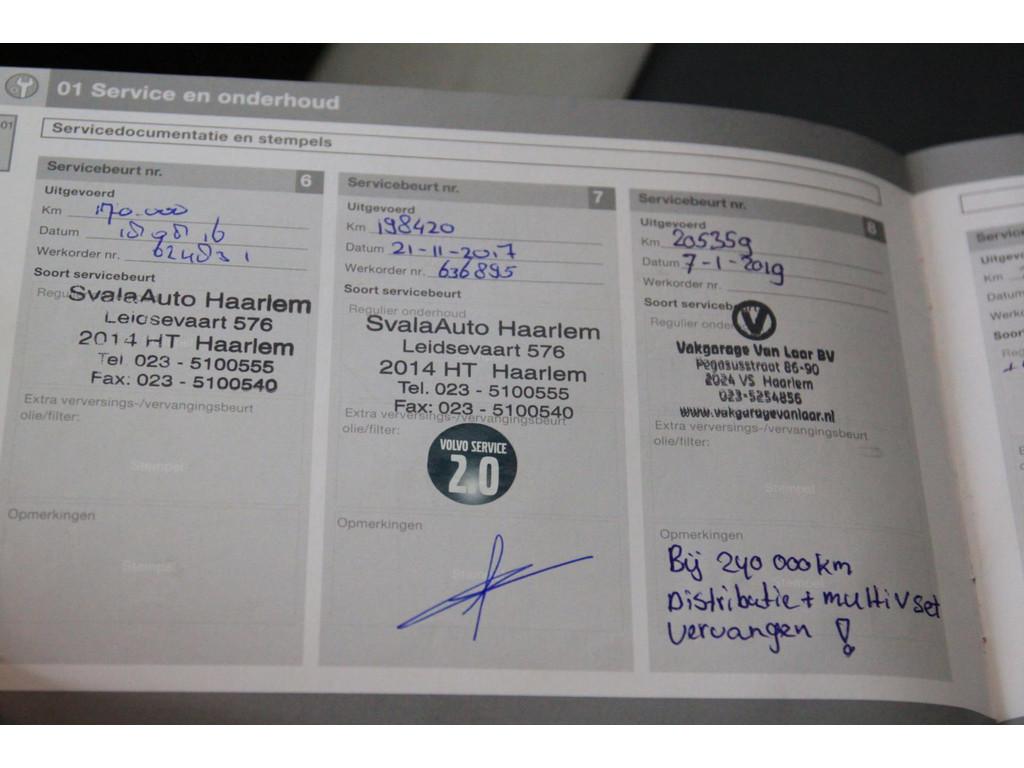 01 Service en onderhoud
01
Servicedocumentatie en stempels
Servicebeurt nr. 6
Uitgevoerd
Km 170.000
Datum
Werkorder nr.
Soort servicebeurt
SvalaAuto Haarlem
Leidsevaart 576
2014 HT Haarlem
Tel. 023 - 5100555
Fax: 023 - 5100540
Extra verversings-/vervangingsbeurt
olie/filter:
Stempel
Opmerkingen
Stempel
Servicebeurt nr. 7
Uitgevoerd
Km 198420
Datum 21-11-2017
Werkorder nr. 636895
Soort servicebeurt
Regulier onderhoud
SvalaAuto Haarlem
Leidsevaart 576
2014 HT Haarlem
Tel. 023 - 5100555
Fax: 023 - 5100540
Extra verversings-/vervangingsbeurt
olie/filter:
VOLVO SERVICE
2.0
Opmerkingen
Servicebeurt nr. 8
Uitgevoerd
Km 205359
Datum 7-1-2019
Werkorder nr.
Soort serviceb
Regulier onde
V
Vakgarage Van Laar BV
Pegasusstraat 86-90
2024 VS Haarlem
023-5254856
www.vakgaragevanlaar.nl
Extra verversings-/vervangingsbeurt
olie/filter:
Stempel
Opmerkingen
Bij 240 000km
Distributie + multi V set
vervangen !